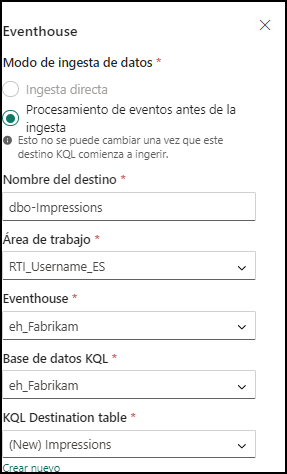 Eventhouse
Modo de ingesta de datos *
Ingesta directa
Procesamiento de eventos antes de la
ingesta
Esto no se puede cambiar una vez que este
destino KQL comienza a ingerir.
Nombre del destino *
dbo-Impressions
Área de trabajo *
RTI_Username_ES
Eventhouse *
eh_Fabrikam
Base de datos KQL *
eh_Fabrikam
KQL Destination table *
(New) Impressions
Crear nuevo